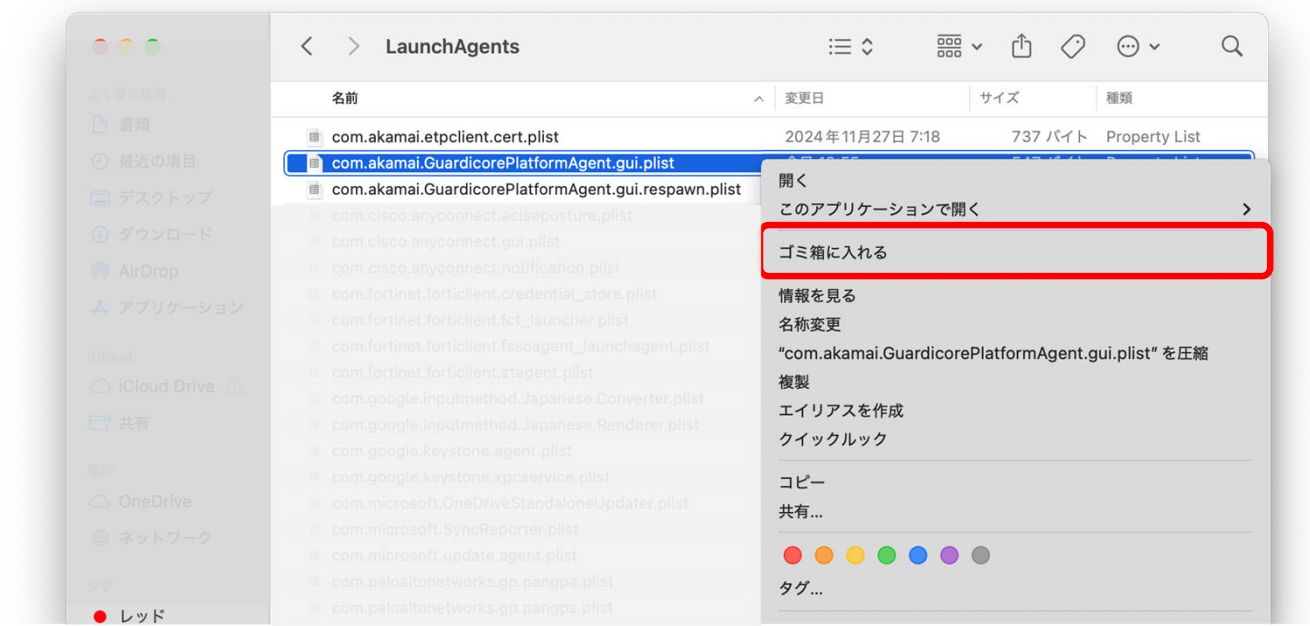 LaunchAgents
よく使う項目
書類
最近の項目
デスクトップ
ダウンロード
AirDrop
アプリケーション
iCloud
iCloud Drive
共有
場所
OneDrive
ネットワーク
タグ
レッド
名前 変更日 サイズ 種類
com.akamai.etpclient.cert.plist 2024年11月27日 7:18 737 バイト Property List
com.akamai.GuardicorePlatformAgent.gui.plist
com.akamai.GuardicorePlatformAgent.gui.respawn.plist
com.cisco.anyconnect.aciseposture.plist
com.cisco.anyconnect.gui.plist
com.cisco.anyconnect.notification.plist
com.fortinet.forticlient.credential_store.plist
com.fortinet.forticlient.fct_launcher.plist
com.fortinet.forticlient.fssoagent_launchagent.plist
com.fortinet.forticlient.ztagent.plist
com.google.inputmethod.Japanese.Converter.plist
com.google.inputmethod.Japanese.Renderer.plist
com.google.keystone.agent.plist
com.google.keystone.xpcservice.plist
com.microsoft.OneDriveStandaloneUpdater.plist
com.microsoft.SyncReporter.plist
com.microsoft.update.agent.plist
com.paloaltonetworks.gp.pangpa.plist
com.paloaltonetworks.gp.pangps.plist
開く
このアプリケーションで開く
ゴミ箱に入れる
情報を見る
名称変更
“com.akamai.GuardicorePlatformAgent.gui.plist” を圧縮
複製
エイリアスを作成
クイックルック
コピー
共有...
タグ...